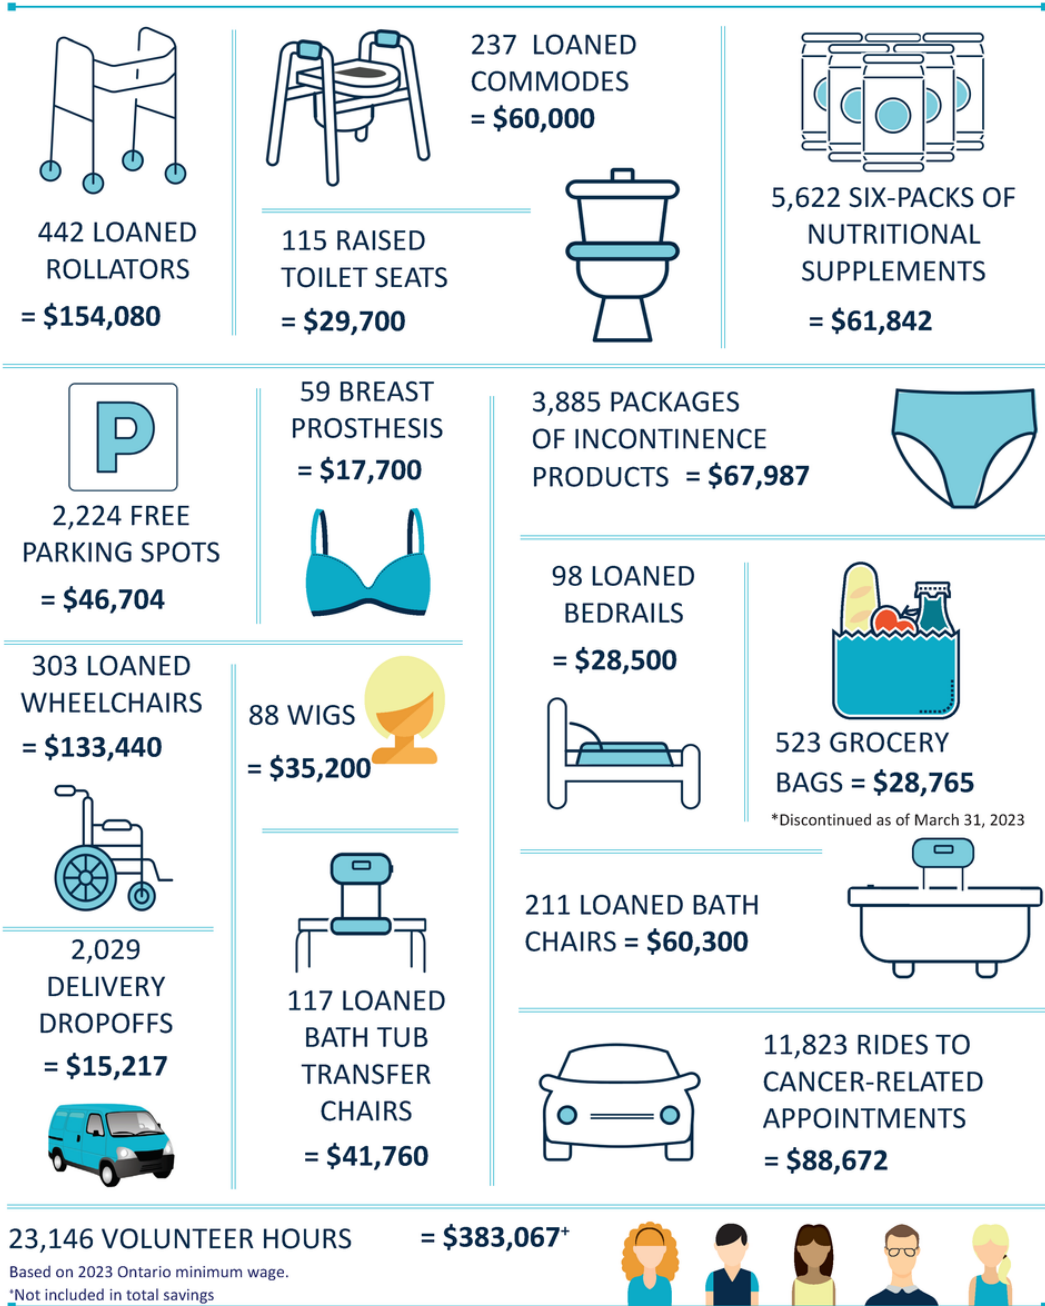 442 LOANED
ROLLATORS
= $154,080
237 LOANED
COMMODES
= $60,000
115 RAISED
TOILET SEATS
= $29,700
5,622 SIX-PACKS OF
NUTRITIONAL
SUPPLEMENTS
= $61,842
P
2,224 FREE
PARKING SPOTS
= $46,704
59 BREAST
PROSTHESIS
= $17,700
3,885 PACKAGES
OF INCONTINENCE
PRODUCTS = $67,987
303 LOANED
WHEELCHAIRS
= $133,440
88 WIGS
= $35,200
98 LOANED
BEDRAILS
= $28,500
523 GROCERY
BAGS = $28,765
*Discontinued as of March 31, 2023
2,029
DELIVERY
DROPOFFS
= $15,217
117 LOANED
BATH TUB
TRANSFER
CHAIRS
= $41,760
211 LOANED BATH
CHAIRS = $60,300
11,823 RIDES TO
CANCER-RELATED
APPOINTMENTS
= $88,672
23,146 VOLUNTEER HOURS = $383,067⁺
Based on 2023 Ontario minimum wage.
⁺Not included in total savings